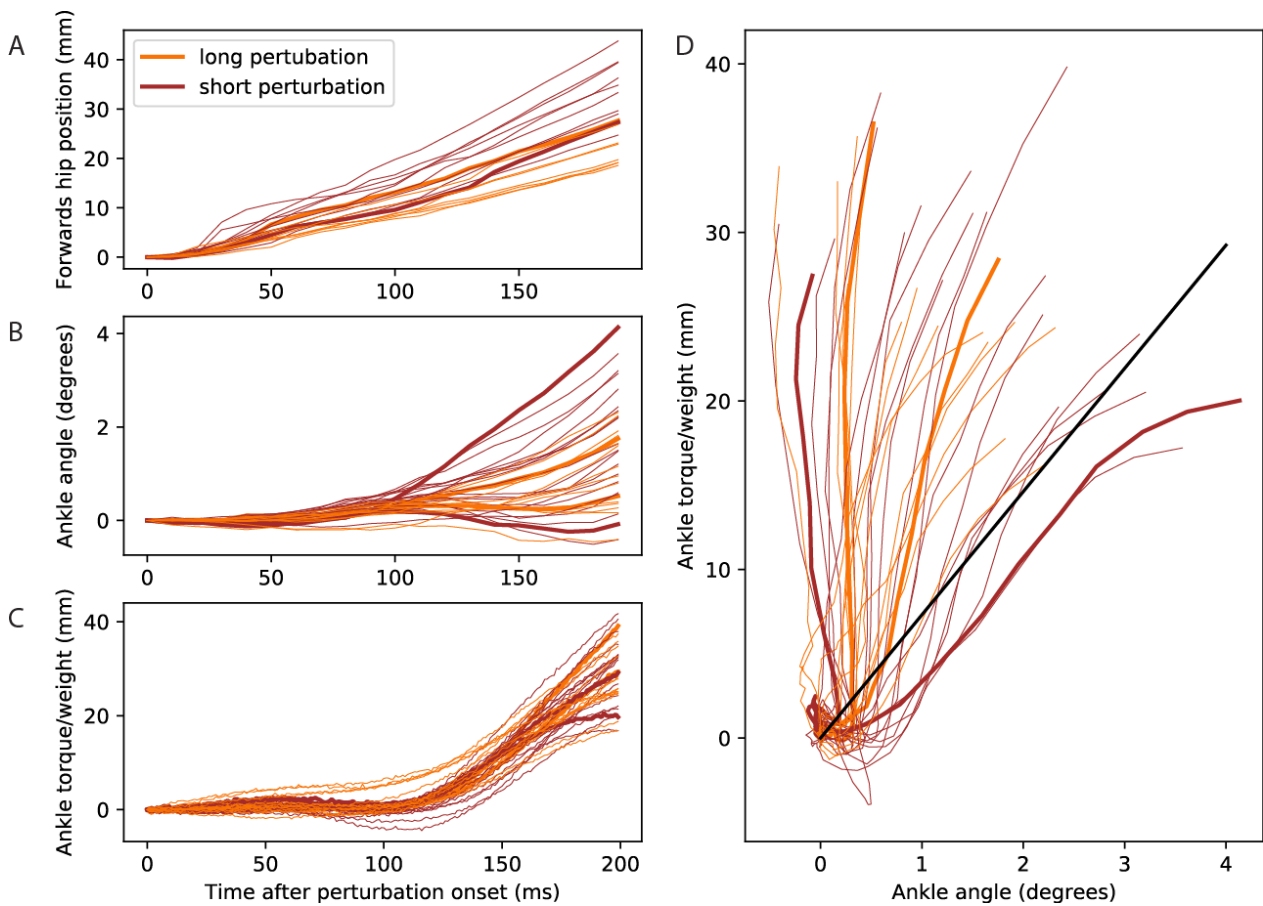 A
Forwards hip position (mm)
40
30
20
10
0
long pertubation
short perturbation
0
50
100
150
B
Ankle angle (degrees)
4
2
0
0
50
100
150
C
Ankle torque/weight (mm)
40
20
0
0
50
100
150
200
Time after perturbation onset (ms)
D
Ankle torque/weight (mm)
40
30
20
10
0
0
1
2
3
4
Ankle angle (degrees)